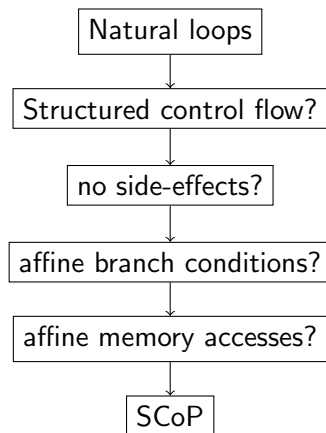 Natural loops
Structured control flow?
no side-effects?
affine branch conditions?
affine memory accesses?
SCoP